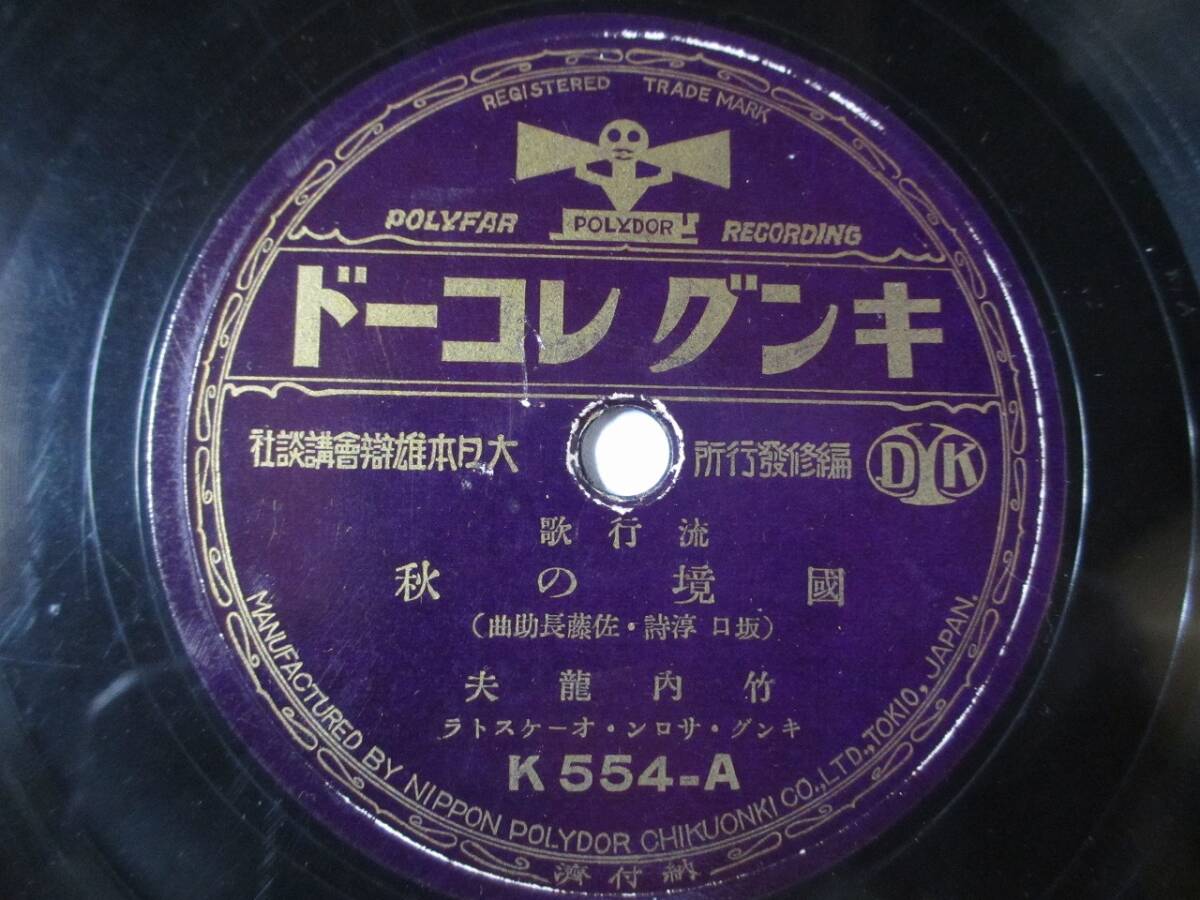 REGISTERED TRADE MARK
POLYFAR POLYDOR RECORDING
キングレコード
DYK 編修發行所 大日本雄辯會講談社
流行歌
國境の秋
(坂口 淳詩・佐藤長助曲)
竹内龍夫
キング・サロン・オーケストラ
K554-A
MANUFACTURED BY NIPPON POLYDOR CHIKUONKI CO., LTD., TOKIO, JAPAN.
納付濟